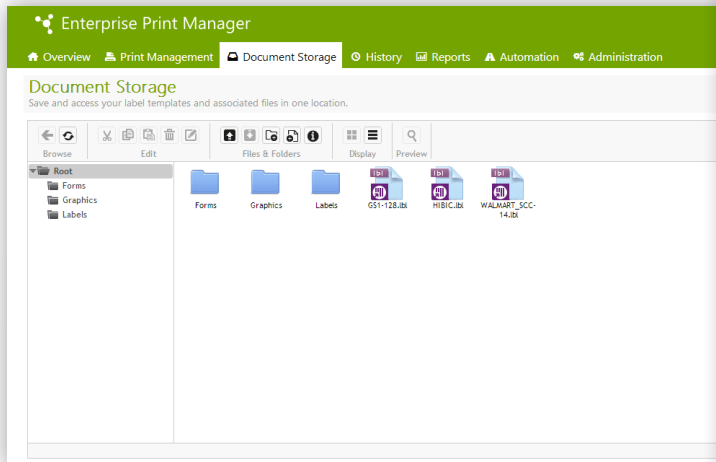 Enterprise Print Manager
Overview Print Management Document Storage History Reports Automation Administration
Document Storage
Save and access your label templates and associated files in one location.
Browse Edit Files & Folders Display Preview
Root
Forms
Graphics
Labels
Forms Graphics Labels GS1-128.lbl HIBIC.lbl WALMART_SCC-
14.lbl
lbl lbl lbl